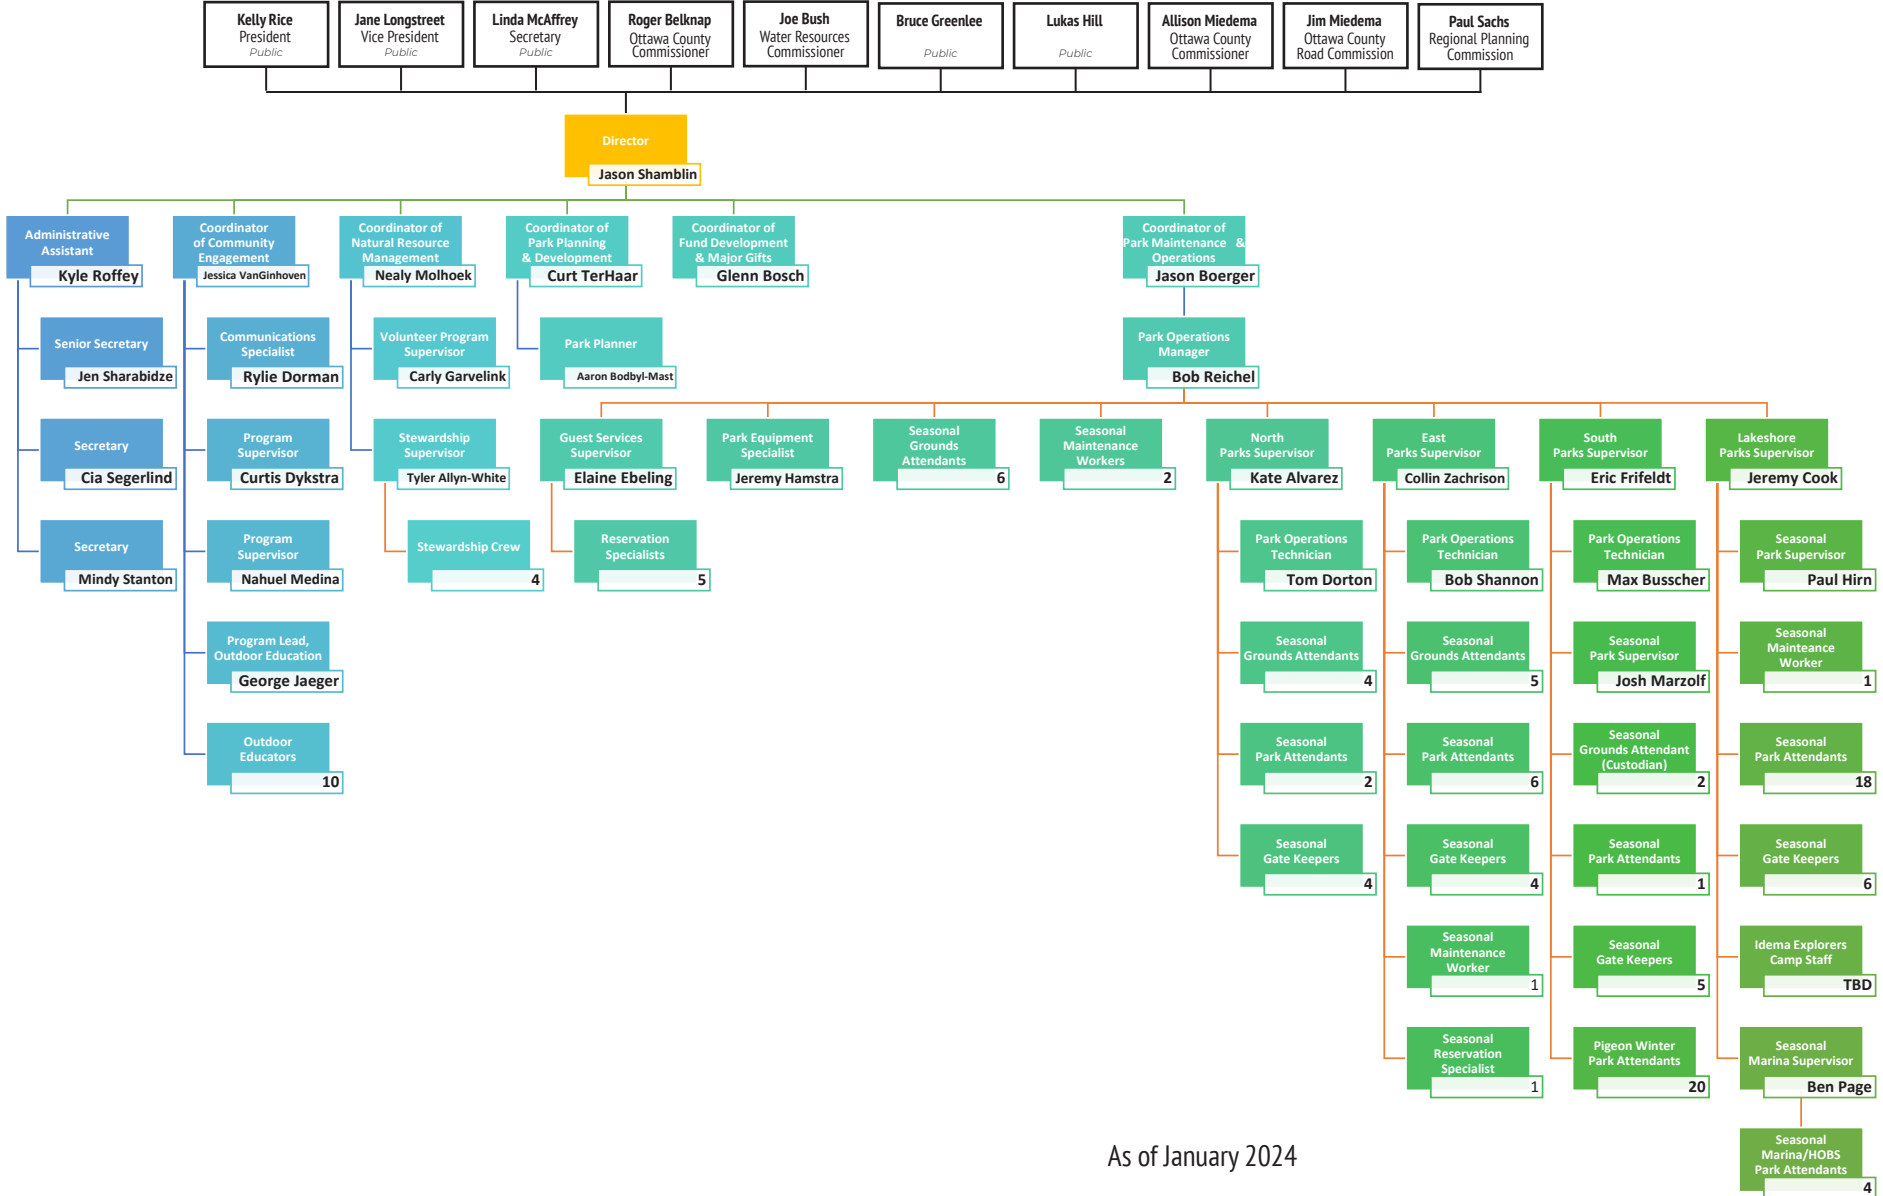 Kelly Rice
President
Public
Jane Longstreet
Vice President
Public
Linda McAffrey
Secretary
Public
Roger Belknap
Ottawa County
Commissioner
Joe Bush
Water Resources
Commissioner
Bruce Greenlee
Public
Lukas Hill
Public
Allison Miedema
Ottawa County
Commissioner
Jim Miedema
Ottawa County
Road Commission
Paul Sachs
Regional Planning
Commission
Director
Jason Shamblin
Administrative
Assistant
Kyle Roffey
Coordinator
of Community
Engagement
Jessica VanGinhoven
Coordinator of
Natural Resource
Management
Nealy Molhoek
Coordinator of
Park Planning
& Development
Curt TerHaar
Coordinator of
Fund Development
& Major Gifts
Glenn Bosch
Coordinator of
Park Maintenance &
Operations
Jason Boerger
Senior Secretary
Jen Sharabidze
Communications
Specialist
Rylie Dorman
Volunteer Program
Supervisor
Carly Garvelink
Park Planner
Aaron Bodbyl-Mast
Park Operations
Manager
Bob Reichel
Secretary
Cia Segerlind
Program
Supervisor
Curtis Dykstra
Stewardship
Supervisor
Tyler Allyn-White
Guest Services
Supervisor
Elaine Ebeling
Park Equipment
Specialist
Jeremy Hamstra
Seasonal
Grounds
Attendants
6
Seasonal
Maintenance
Workers
2
North
Parks Supervisor
Kate Alvarez
East
Parks Supervisor
Collin Zachrison
South
Parks Supervisor
Eric Frifeldt
Lakeshore
Parks Supervisor
Jeremy Cook
Secretary
Mindy Stanton
Program
Supervisor
Nahuel Medina
Stewardship Crew
4
Reservation
Specialists
5
Park Operations
Technician
Tom Dorton
Park Operations
Technician
Bob Shannon
Park Operations
Technician
Max Busscher
Seasonal
Park Supervisor
Paul Hirn
Program Lead,
Outdoor Education
George Jaeger
Seasonal
Grounds Attendants
4
Seasonal
Grounds Attendants
5
Seasonal
Park Supervisor
Josh Marzolf
Seasonal
Mainteance
Worker
1
Outdoor
Educators
10
Seasonal
Park Attendants
2
Seasonal
Park Attendants
6
Seasonal
Grounds Attendant
(Custodian)
2
Seasonal
Park Attendants
18
Seasonal
Gate Keepers
4
Seasonal
Gate Keepers
4
Seasonal
Park Attendants
1
Seasonal
Gate Keepers
6
Seasonal
Maintenance
Worker
1
Seasonal
Gate Keepers
5
Idema Explorers
Camp Staff
TBD
Seasonal
Reservation
Specialist
1
Pigeon Winter
Park Attendants
20
Seasonal
Marina Supervisor
Ben Page
As of January 2024
Seasonal
Marina/HOBS
Park Attendants
4